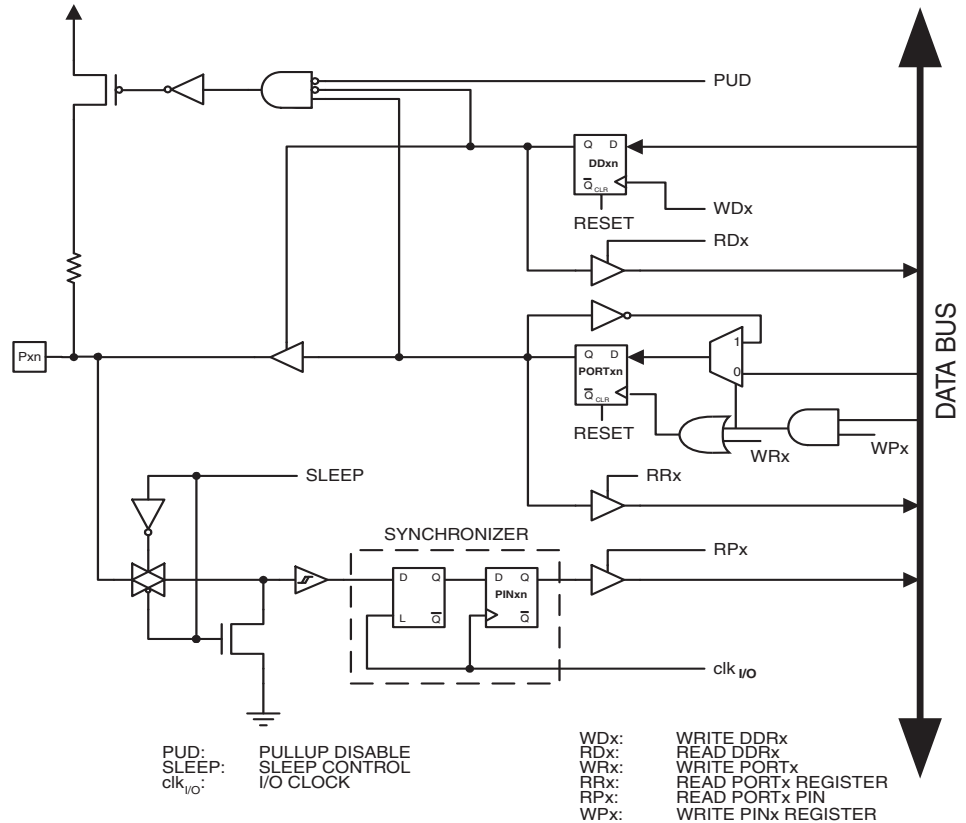 PUD
Q D
DDxn
Q CLR
WDx
RESET
RDx
Pxn
1
Q D
PORTxn
0
Q CLR
RESET
WRx
WPx
DATA BUS
SLEEP
RRx
SYNCHRONIZER
RPx
D Q
D Q
PINxn
L Q
Q
clk I/O
PUD: PULLUP DISABLE
SLEEP: SLEEP CONTROL
clkI/O: I/O CLOCK
WDx: WRITE DDRx
RDx: READ DDRx
WRx: WRITE PORTx
RRx: READ PORTx REGISTER
RPx: READ PORTx PIN
WPx: WRITE PINx REGISTER